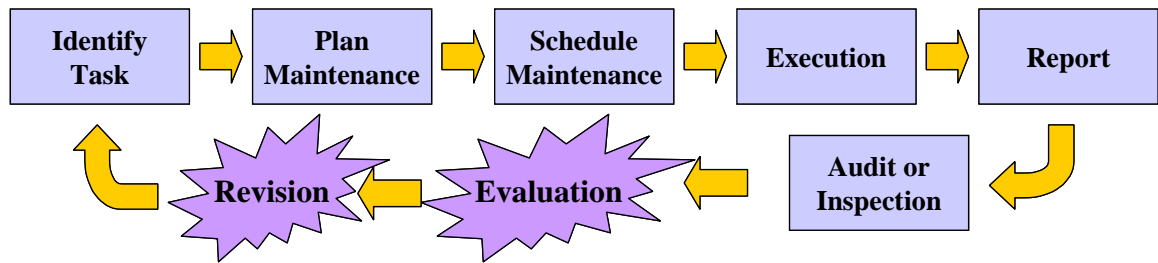 Identify
Task
Plan
Maintenance
Schedule
Maintenance
Execution
Report
Audit or
Inspection
Evaluation
Revision